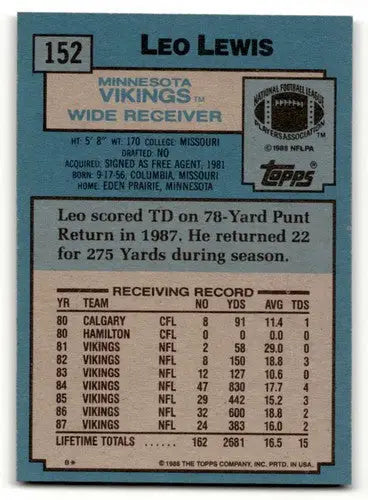 152
LEO LEWIS
MINNESOTA
VIKINGS™
WIDE RECEIVER
NATIONAL FOOTBALL LEAGUE
PLAYERS ASSOCIATION
© 1988 NFLPA
TOPPS®
HT: 5' 8" WT: 170 COLLEGE: MISSOURI
DRAFTED: NO
ACQUIRED: SIGNED AS FREE AGENT, 1981
BORN: 9-17-56, COLUMBIA, MISSOURI
HOME: EDEN PRAIRIE, MINNESOTA
Leo scored TD on 78-Yard Punt
Return in 1987. He returned 22
for 275 Yards during season.
RECEIVING RECORD
YR TEAM NO YDS AVG TDS
80 CALGARY CFL 8 91 11.4 1
80 HAMILTON CFL 0 0 0.0 0
81 VIKINGS NFL 2 58 29.0 0
82 VIKINGS NFL 8 150 18.8 3
83 VIKINGS NFL 12 127 10.6 0
84 VIKINGS NFL 47 830 17.7 4
85 VIKINGS NFL 29 442 15.2 3
86 VIKINGS NFL 32 600 18.8 2
87 VIKINGS NFL 24 383 16.0 2
LIFETIME TOTALS ...... 162 2681 16.5 15
B* © 1988 THE TOPPS COMPANY, INC. PRTD. IN U.S.A.